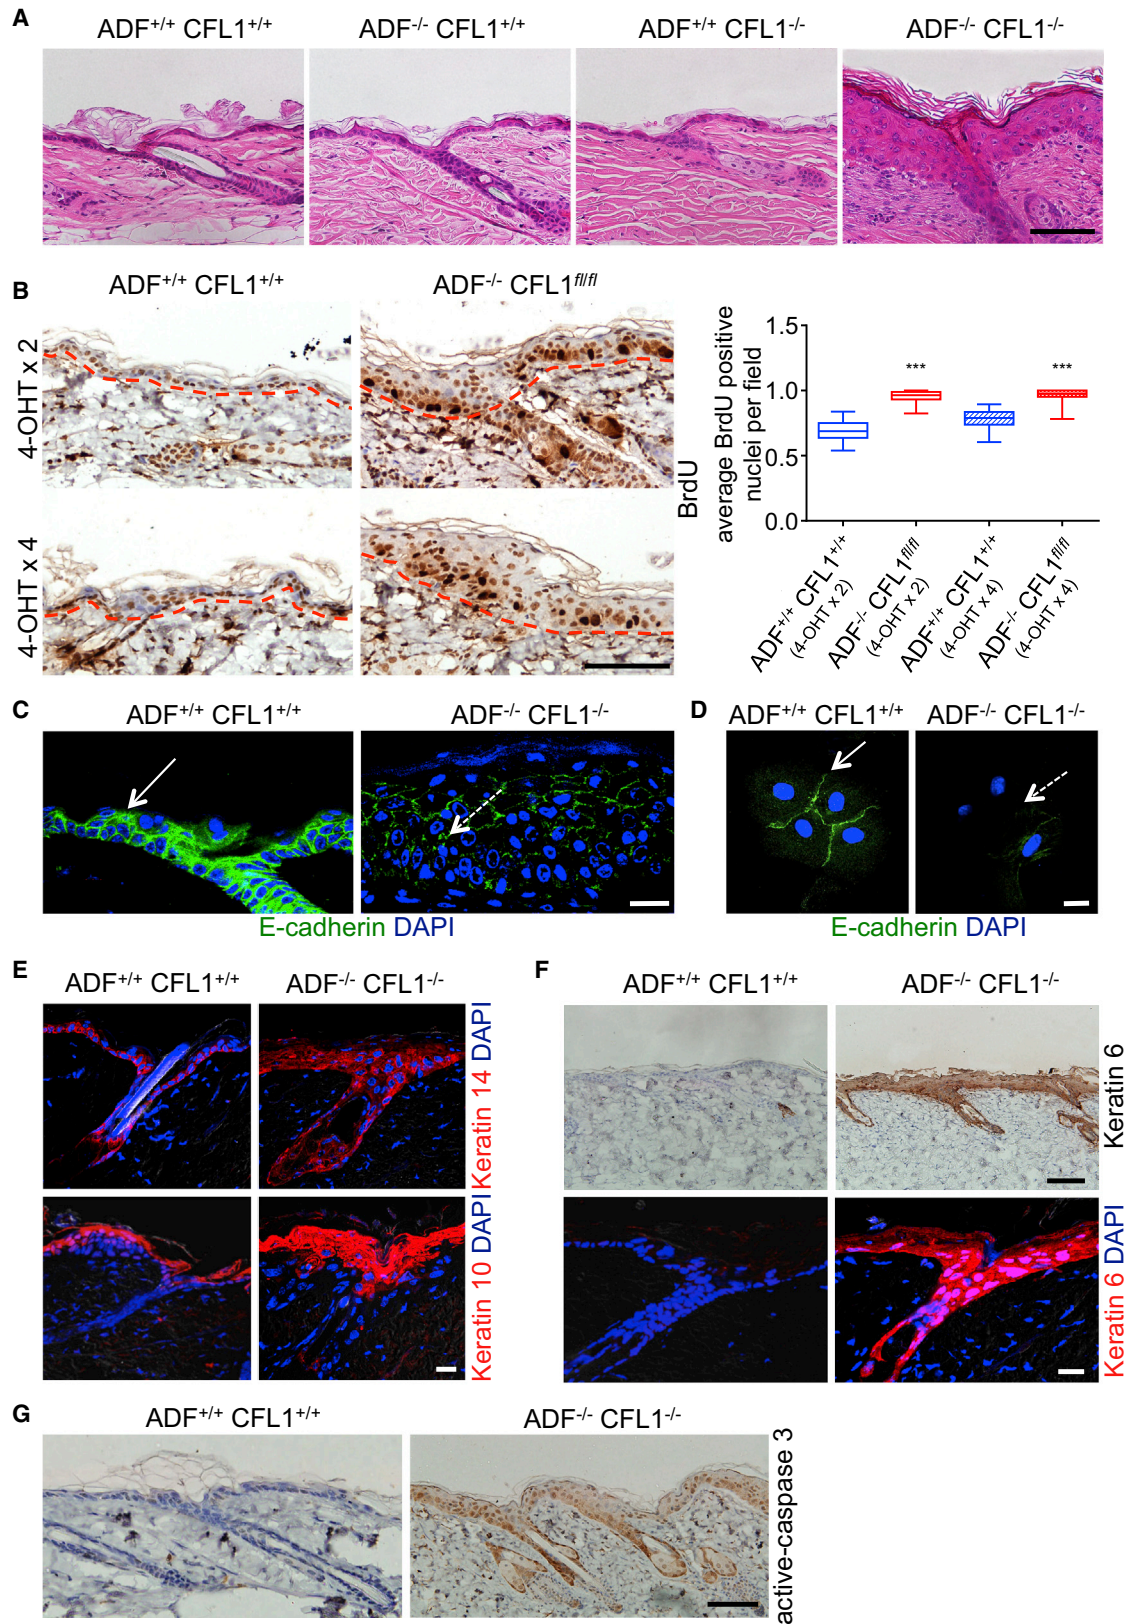 A
ADF+/+ CFL1+/+
ADF-/- CFL1+/+
ADF+/+ CFL1-/-
ADF-/- CFL1-/-
B
ADF+/+ CFL1+/+
ADF-/- CFL1fl/fl
4-OHT x 2
4-OHT x 4
BrdU
average BrdU positive
nuclei per field
1.5
1.0
0.5
0.0
***
***
ADF+/+ CFL1+/+
(4-OHT x 2)
ADF-/- CFL1fl/fl
(4-OHT x 2)
ADF+/+ CFL1+/+
(4-OHT x 4)
ADF-/- CFL1fl/fl
(4-OHT x 4)
C
ADF+/+ CFL1+/+
ADF-/- CFL1-/-
E-cadherin DAPI
D
ADF+/+ CFL1+/+
ADF-/- CFL1-/-
E-cadherin DAPI
E
ADF+/+ CFL1+/+
ADF-/- CFL1-/-
Keratin 14 DAPI
Keratin 10 DAPI
F
ADF+/+ CFL1+/+
ADF-/- CFL1-/-
Keratin 6
Keratin 6 DAPI
G
ADF+/+ CFL1+/+
ADF-/- CFL1-/-
active-caspase 3